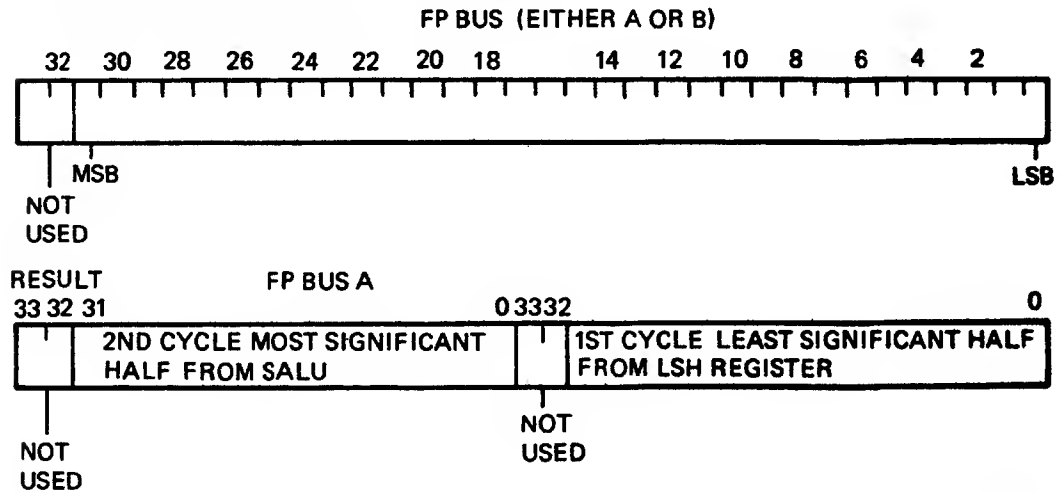 FP BUS (EITHER A OR B)
32 30 28 26 24 22 20 18 14 12 10 8 6 4 2
MSB LSB
NOT
USED
RESULT FP BUS A
33 32 31 0 33 32 0
2ND CYCLE MOST SIGNIFICANT
HALF FROM SALU
1ST CYCLE LEAST SIGNIFICANT HALF
FROM LSH REGISTER
NOT
USED
NOT
USED